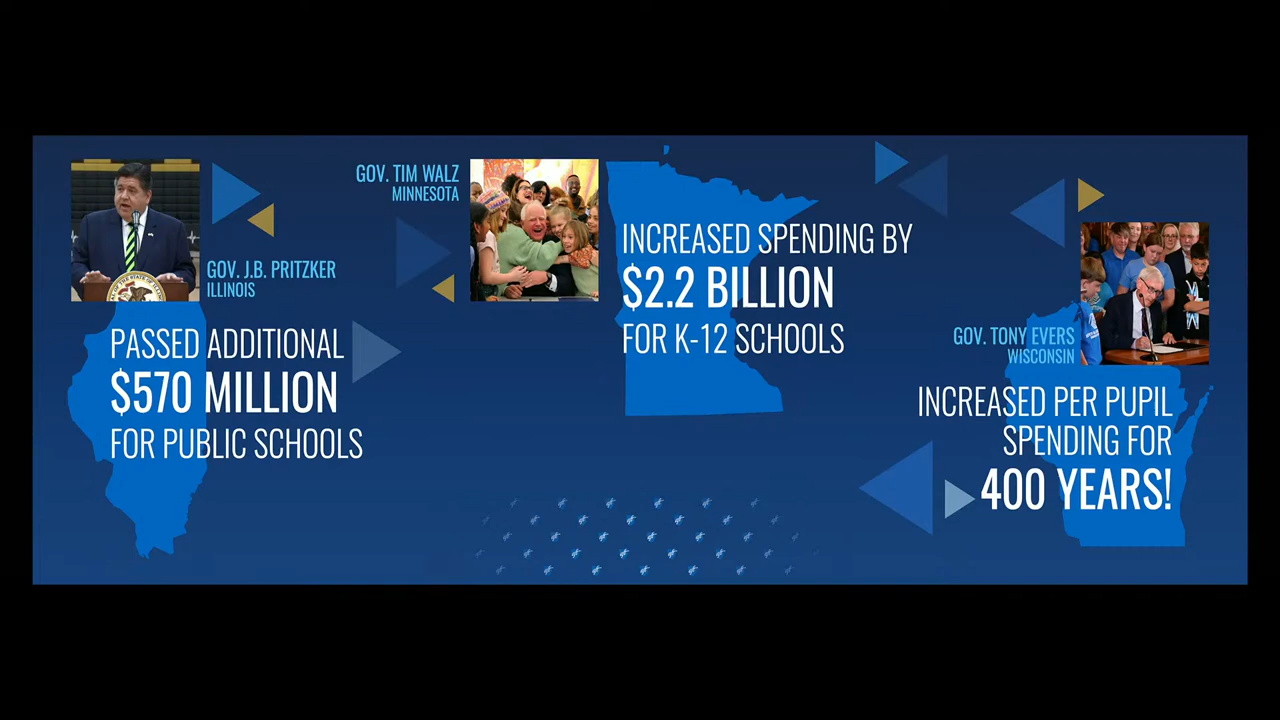 GOV. J.B. PRITZKER
ILLINOIS
PASSED ADDITIONAL
$570 MILLION
FOR PUBLIC SCHOOLS
GOV. TIM WALZ
MINNESOTA
INCREASED SPENDING BY
$2.2 BILLION
FOR K-12 SCHOOLS
GOV. TONY EVERS
WISCONSIN
INCREASED PER PUPIL
SPENDING FOR
400 YEARS!